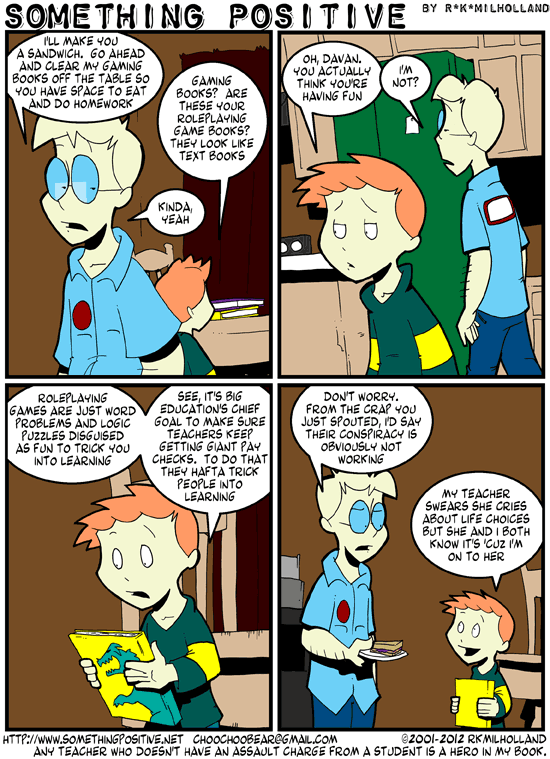 SOMETHING POSITIVE BY R*K*MILHOLLAND
I'LL MAKE YOU
A SANDWICH. GO AHEAD
AND CLEAR MY GAMING
BOOKS OFF THE TABLE SO
YOU HAVE SPACE TO EAT
AND DO HOMEWORK
GAMING
BOOKS? ARE
THESE YOUR
ROLEPLAYING
GAME BOOKS?
THEY LOOK LIKE
TEXT BOOKS
KINDA,
YEAH
OH, DAVAN.
YOU ACTUALLY
THINK YOU'RE
HAVING FUN
I'M
NOT?
ROLEPLAYING
GAMES ARE JUST WORD
PROBLEMS AND LOGIC
PUZZLES DISGUISED
AS FUN TO TRICK YOU
INTO LEARNING
SEE, IT'S BIG
EDUCATION'S CHIEF
GOAL TO MAKE SURE
TEACHERS KEEP
GETTING GIANT PAY
CHECKS. TO DO THAT
THEY HAFTA TRICK
PEOPLE INTO
LEARNING
DON'T WORRY.
FROM THE CRAP YOU
JUST SPOUTED, I'D SAY
THEIR CONSPIRACY IS
OBVIOUSLY NOT
WORKING
MY TEACHER
SWEARS SHE CRIES
ABOUT LIFE CHOICES
BUT SHE AND I BOTH
KNOW IT'S 'CUZ I'M
ON TO HER
HTTP://WWW.SOMETHINGPOSITIVE.NET CHOOCHOOBEAR@GMAIL.COM ©2001-2012 RKMILHOLLAND
ANY TEACHER WHO DOESN'T HAVE AN ASSAULT CHARGE FROM A STUDENT IS A HERO IN MY BOOK.